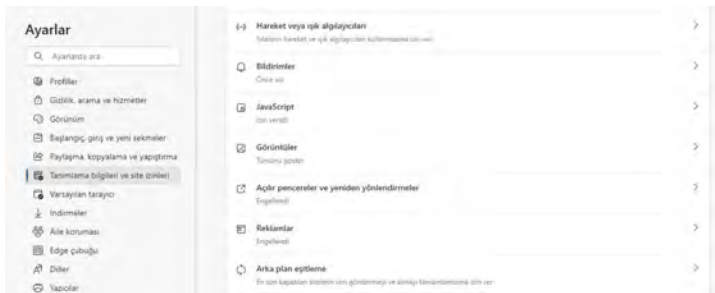 Ayarlar
Ayarlarda ara
Profiller
Gizlilik, arama ve hizmetler
Görünüm
Başlangıç, giriş ve yeni sekmeler
Paylaşma, kopyalama ve yapıştırma
Tanımlama bilgileri ve site izinleri
Varsayılan tarayıcı
İndirmeler
Aile koruması
Edge çubuğu
Diller
Yazıcılar
Hareket veya ışık algılayıcıları
Sitelerin hareket ve ışık algılayıcıları kullanmasına izin ver
Bildirimler
Önce sor
JavaScript
İzin verildi
Görüntüler
Tümünü göster
Açılır pencereler ve yeniden yönlendirmeler
Engellendi
Reklamlar
Engellendi
Arka plan eşitleme
En son kapatılan sitelerin veri göndermeyi ve almayı tamamlamasına izin ver